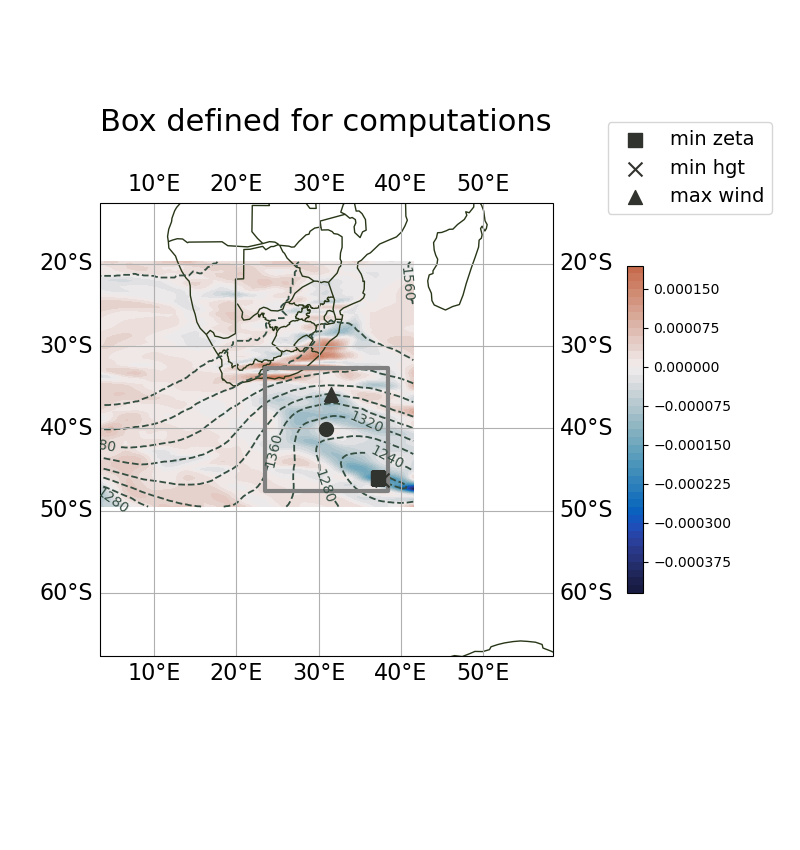 Box defined for computations
min zeta
min hgt
max wind
10°E 20°E 30°E 40°E 50°E
20°S 20°S
30°S 30°S
40°S 40°S
50°S 50°S
60°S 60°S
10°E 20°E 30°E 40°E 50°E
1560
1320
1360
1240
1280
80
1280
0.000150
0.000075
0.000000
−0.000075
−0.000150
−0.000225
−0.000300
−0.000375